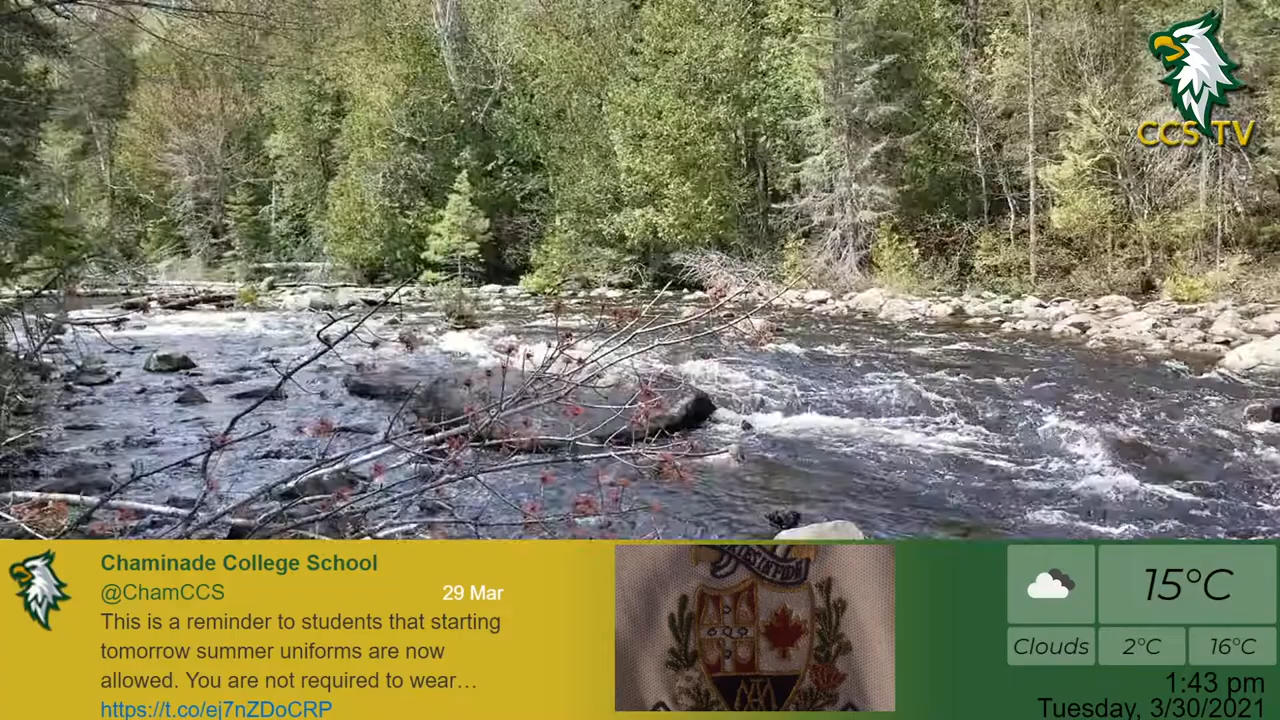 CCS TV
Chaminade College School
@ChamCCS
29 Mar
This is a reminder to students that starting
tomorrow summer uniforms are now
allowed. You are not required to wear…
https://t.co/ej7nZDoCRP
15°C
Clouds
2°C
16°C
1:43 pm
Tuesday, 3/30/2021